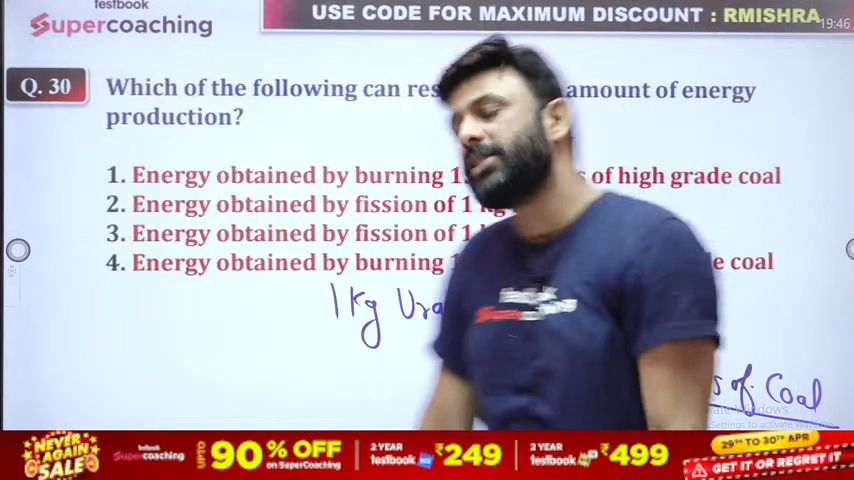 testbook
Supercoaching
USE CODE FOR MAXIMUM DISCOUNT : RMISHRA
19:46
Q. 30
Which of the following can amount of energy
production?
1. Energy obtained by burning of high grade coal
2. Energy obtained by fission of 1 kg
3. Energy obtained by fission of 1
4. Energy obtained by burning coal
1 kg
of Coal
NEVER
AGAIN
SALE
testbook
Supercoaching
UPTO 90% OFF
on SuperCoaching
2 YEAR
testbook ₹249
2 YEAR
testbook ₹499
29TH TO 30TH APR
GET IT OR REGRET IT